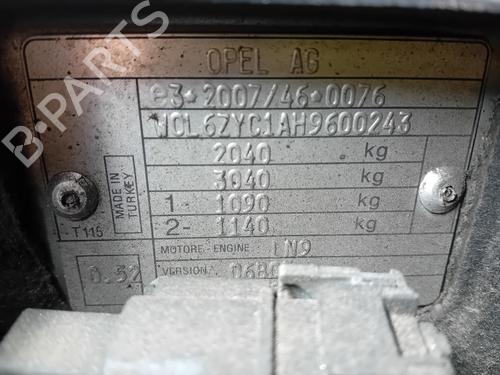 OPEL AG
e3*2007/46*0076
W0L6ZYC1AH9600243
2040 kg
3040 kg
1- 1090 kg
2- 1140 kg
MADE IN TURKEY
T115
MOTORE - ENGINE LN9
0.52 VERSION